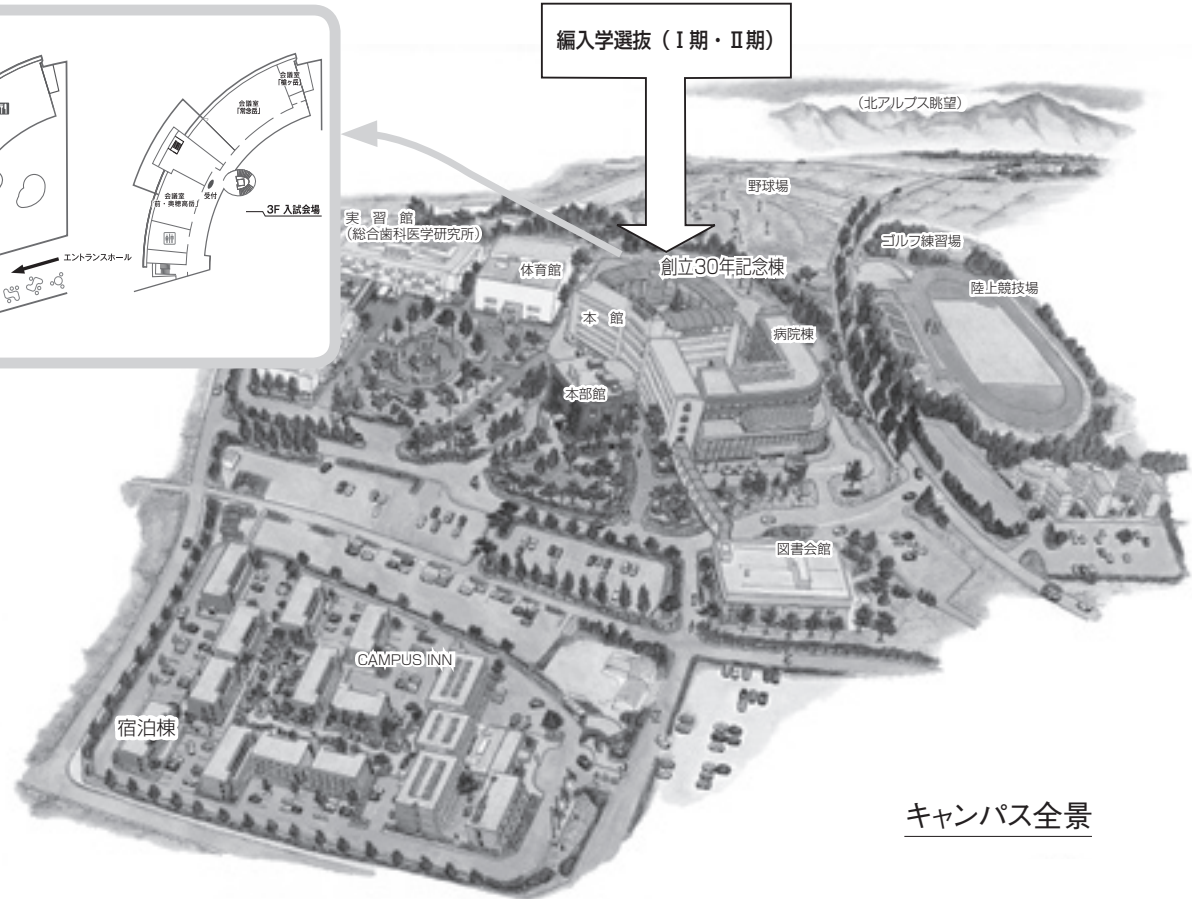 編入学選抜（Ⅰ期・Ⅱ期）
（北アルプス眺望）
会議室
「槍ヶ岳」
会議室
「常念岳」
会議室
受付
3F 入試会場
エントランスホール
実習館
（総合歯科医学研究所）
野球場
ゴルフ練習場
陸上競技場
体育館
創立30年記念棟
本館
病院棟
本部館
図書会館
CAMPUS INN
宿泊棟
キャンパス全景